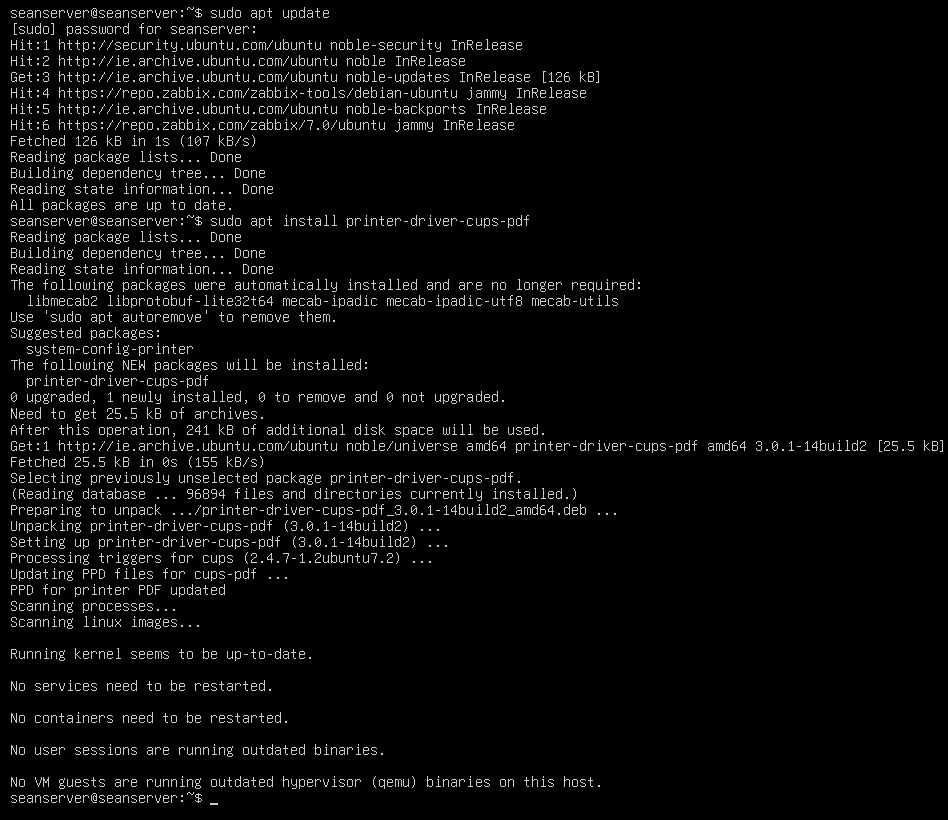 seanserver@seanserver:~$ sudo apt update
[sudo] password for seanserver:
Hit:1 http://security.ubuntu.com/ubuntu noble-security InRelease
Hit:2 http://ie.archive.ubuntu.com/ubuntu noble InRelease
Get:3 http://ie.archive.ubuntu.com/ubuntu noble-updates InRelease [126 kB]
Hit:4 https://repo.zabbix.com/zabbix-tools/debian-ubuntu jammy InRelease
Hit:5 http://ie.archive.ubuntu.com/ubuntu noble-backports InRelease
Hit:6 https://repo.zabbix.com/zabbix/7.0/ubuntu jammy InRelease
Fetched 126 kB in 1s (107 kB/s)
Reading package lists... Done
Building dependency tree... Done
Reading state information... Done
All packages are up to date.
seanserver@seanserver:~$ sudo apt install printer-driver-cups-pdf
Reading package lists... Done
Building dependency tree... Done
Reading state information... Done
The following packages were automatically installed and are no longer required:
  libmecab2 libprotobuf-lite32t64 mecab-ipadic mecab-ipadic-utf8 mecab-utils
Use 'sudo apt autoremove' to remove them.
Suggested packages:
  system-config-printer
The following NEW packages will be installed:
  printer-driver-cups-pdf
0 upgraded, 1 newly installed, 0 to remove and 0 not upgraded.
Need to get 25.5 kB of archives.
After this operation, 241 kB of additional disk space will be used.
Get:1 http://ie.archive.ubuntu.com/ubuntu noble/universe amd64 printer-driver-cups-pdf amd64 3.0.1-14build2 [25.5 kB]
Fetched 25.5 kB in 0s (155 kB/s)
Selecting previously unselected package printer-driver-cups-pdf.
(Reading database ... 96894 files and directories currently installed.)
Preparing to unpack .../printer-driver-cups-pdf_3.0.1-14build2_amd64.deb ...
Unpacking printer-driver-cups-pdf (3.0.1-14build2) ...
Setting up printer-driver-cups-pdf (3.0.1-14build2) ...
Processing triggers for cups (2.4.7-1.2ubuntu7.2) ...
Updating PPD files for cups-pdf ...
PPD for printer PDF updated
Scanning processes...
Scanning linux images...

Running kernel seems to be up-to-date.

No services need to be restarted.

No containers need to be restarted.

No user sessions are running outdated binaries.

No VM guests are running outdated hypervisor (qemu) binaries on this host.
seanserver@seanserver:~$ _